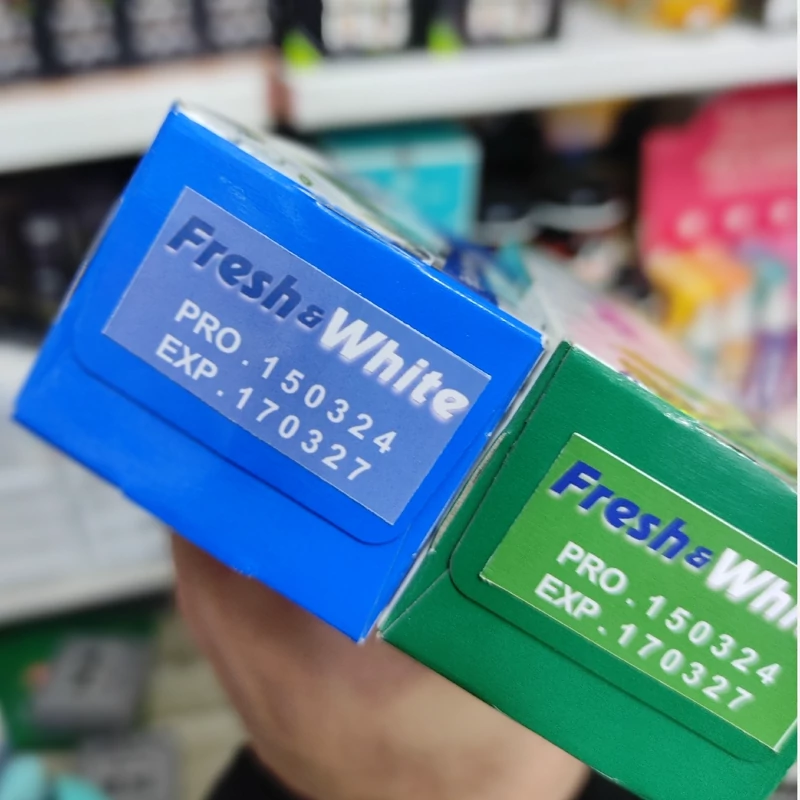 Fresh & White
PRO . 150324
EXP . 170327
Fresh & Whi
PRO . 150324
EXP . 170327